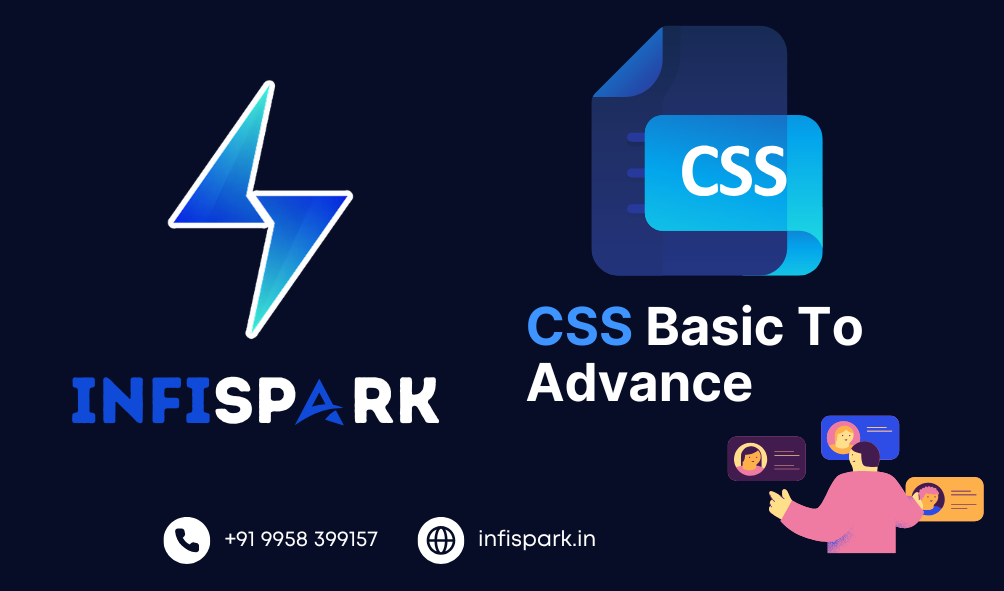 CSS
INFISPARK
CSS Basic To
Advance
+91 9958 399157
infispark.in